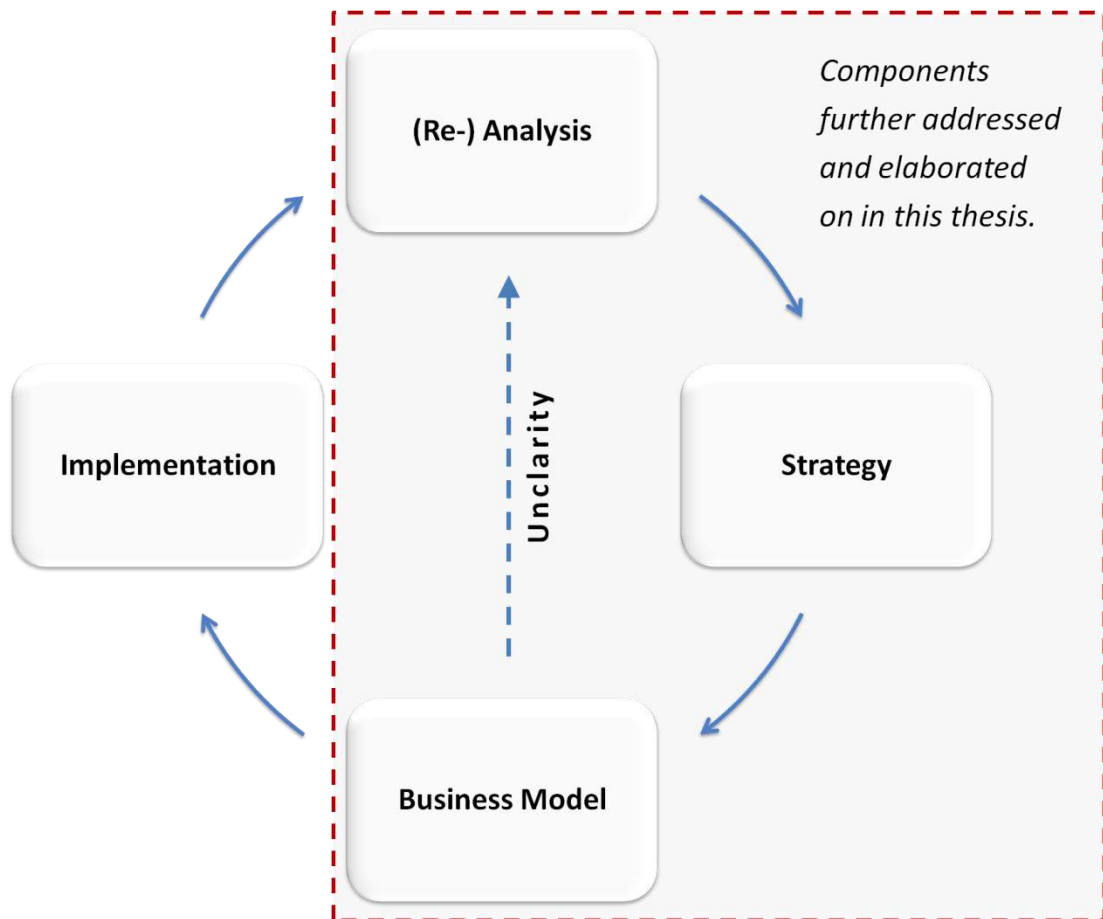 (Re-) Analysis
Components
further addressed
and elaborated
on in this thesis.
Implementation
Unclarity
Strategy
Business Model